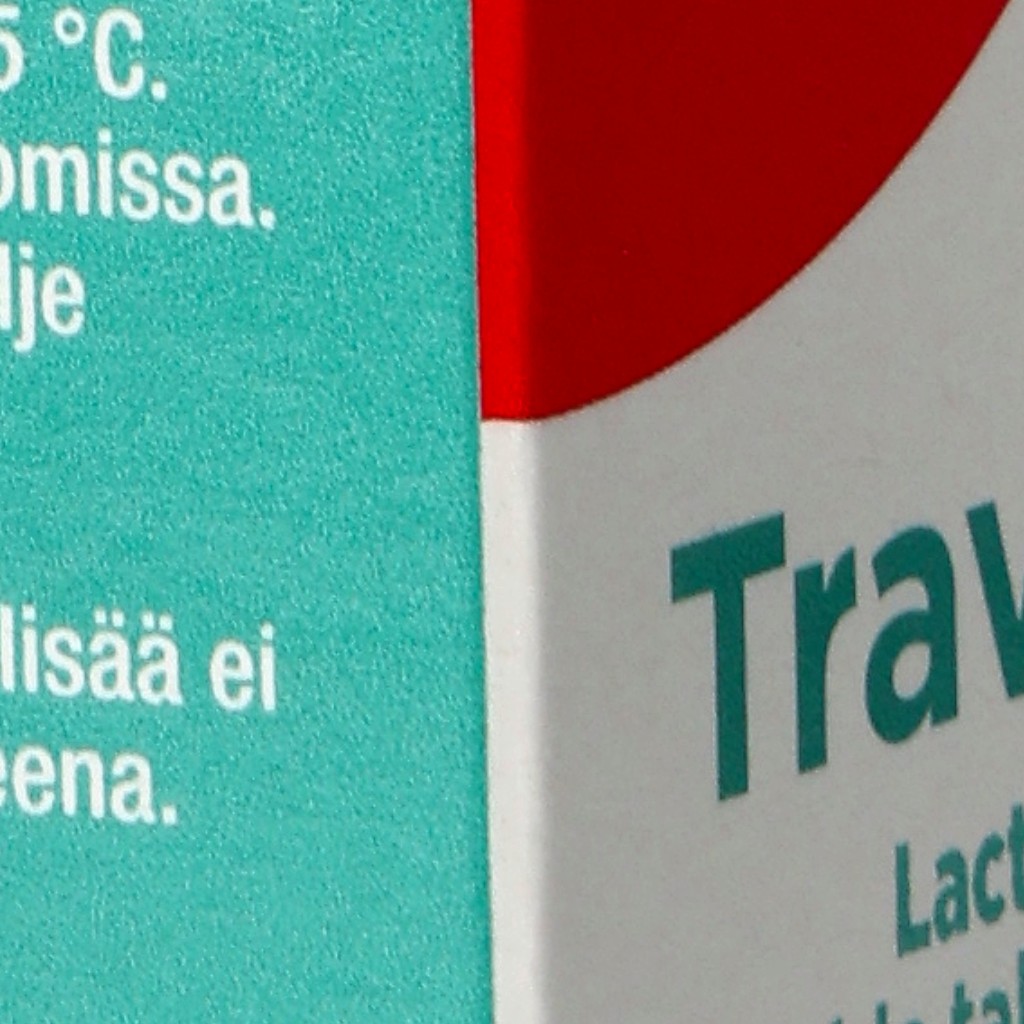 5 °C.
omissa.
lje
lisää ei
eena.
Trav
Lact